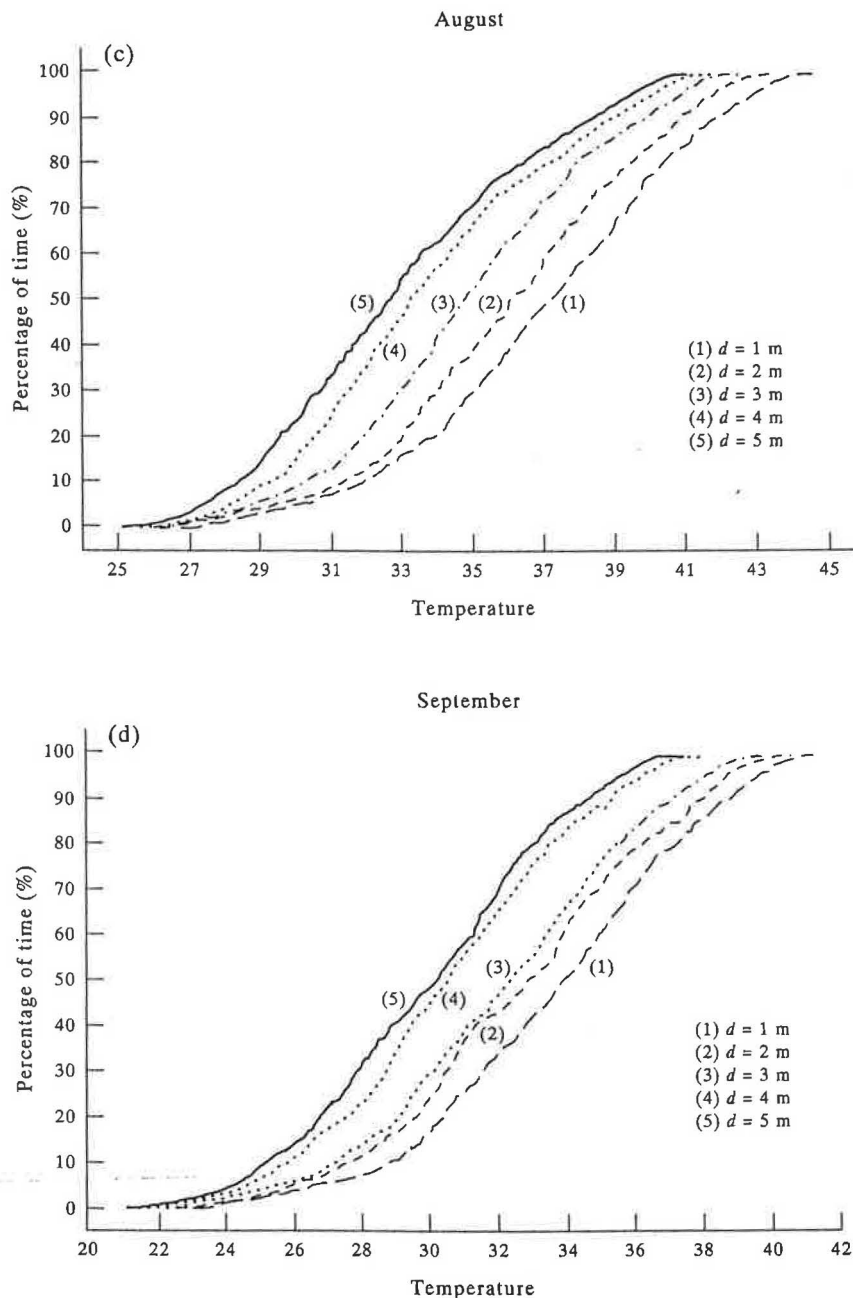 August
(c)
100
90
80
70
60
50
40
30
20
10
0
Percentage of time (%)
(5)
(4)
(3)
(2)
(1)
(1) d = 1 m
(2) d = 2 m
(3) d = 3 m
(4) d = 4 m
(5) d = 5 m
25 27 29 31 33 35 37 39 41 43 45
Temperature
September
(d)
100
90
80
70
60
50
40
30
20
10
0
Percentage of time (%)
(5)
(4)
(3)
(2)
(1)
(1) d = 1 m
(2) d = 2 m
(3) d = 3 m
(4) d = 4 m
(5) d = 5 m
20 22 24 26 28 30 32 34 36 38 40 42
Temperature